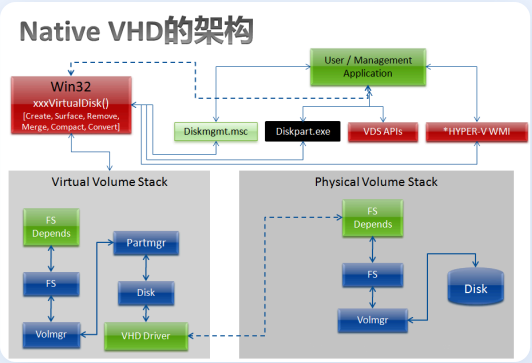 Native VHD的架构
Win32
xxxVirtualDisk()
[Create, Surface, Remove,
Merge, Compact, Convert]
User / Management
Application
Diskmgmt.msc
Diskpart.exe
VDS APIs
*HYPER-V WMI
Virtual Volume Stack
FS
Depends
FS
Volmgr
Partmgr
Disk
VHD Driver
Physical Volume Stack
FS
Depends
FS
Volmgr
Disk